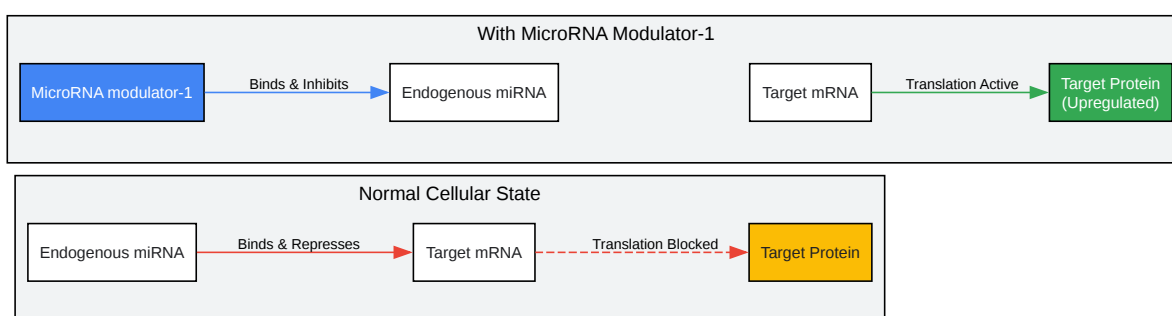 With MicroRNA Modulator-1
MicroRNA modulator-1
Binds & Inhibits
Endogenous miRNA
Target mRNA
Translation Active
Target Protein
(Upregulated)
Normal Cellular State
Endogenous miRNA
Binds & Represses
Target mRNA
Translation Blocked
Target Protein